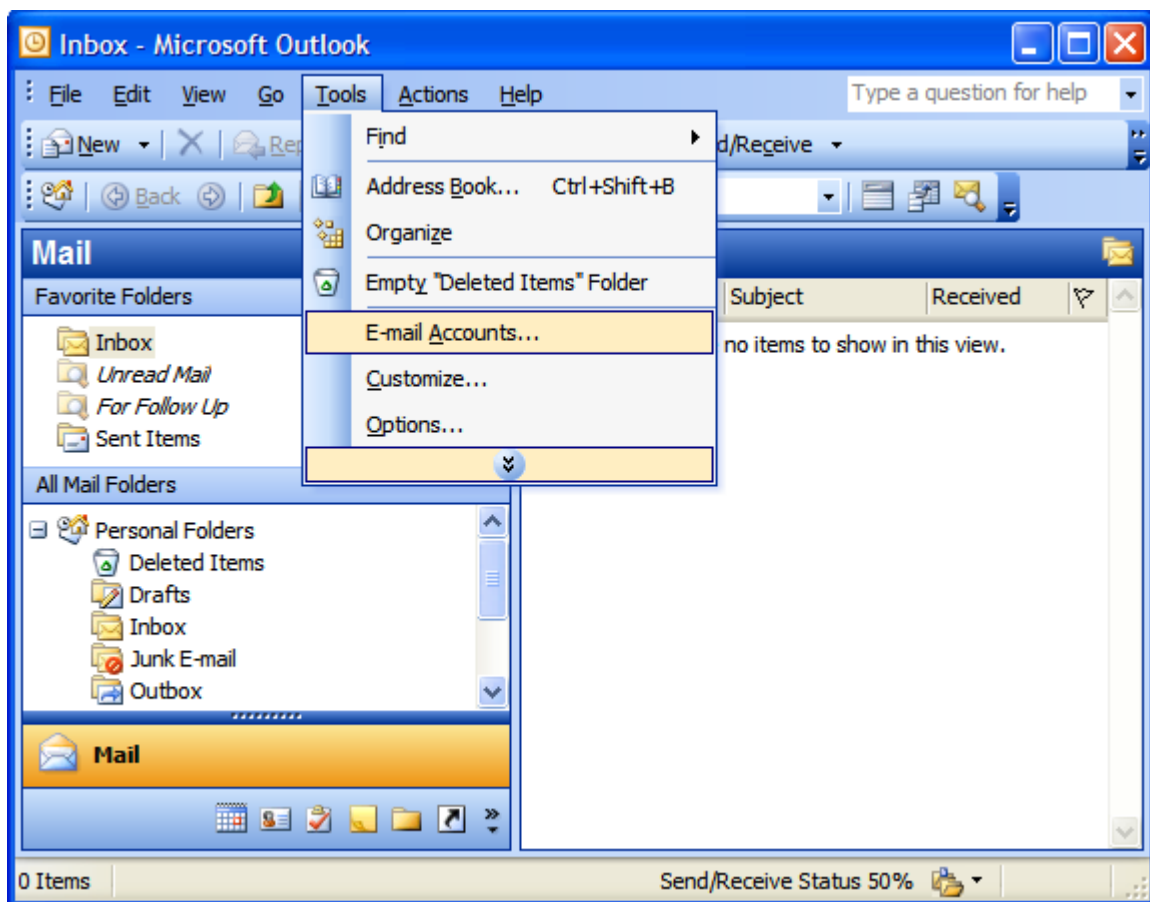 Inbox - Microsoft Outlook
File Edit View Go Tools Actions Help Type a question for help
New Rep d/Receive
Back
Find
Address Book... Ctrl+Shift+B
Organize
Empty "Deleted Items" Folder
E-mail Accounts...
Customize...
Options...
Mail
Favorite Folders
Inbox
Unread Mail
For Follow Up
Sent Items
All Mail Folders
Personal Folders
Deleted Items
Drafts
Inbox
Junk E-mail
Outbox
Mail
Subject Received
no items to show in this view.
0 Items Send/Receive Status 50%